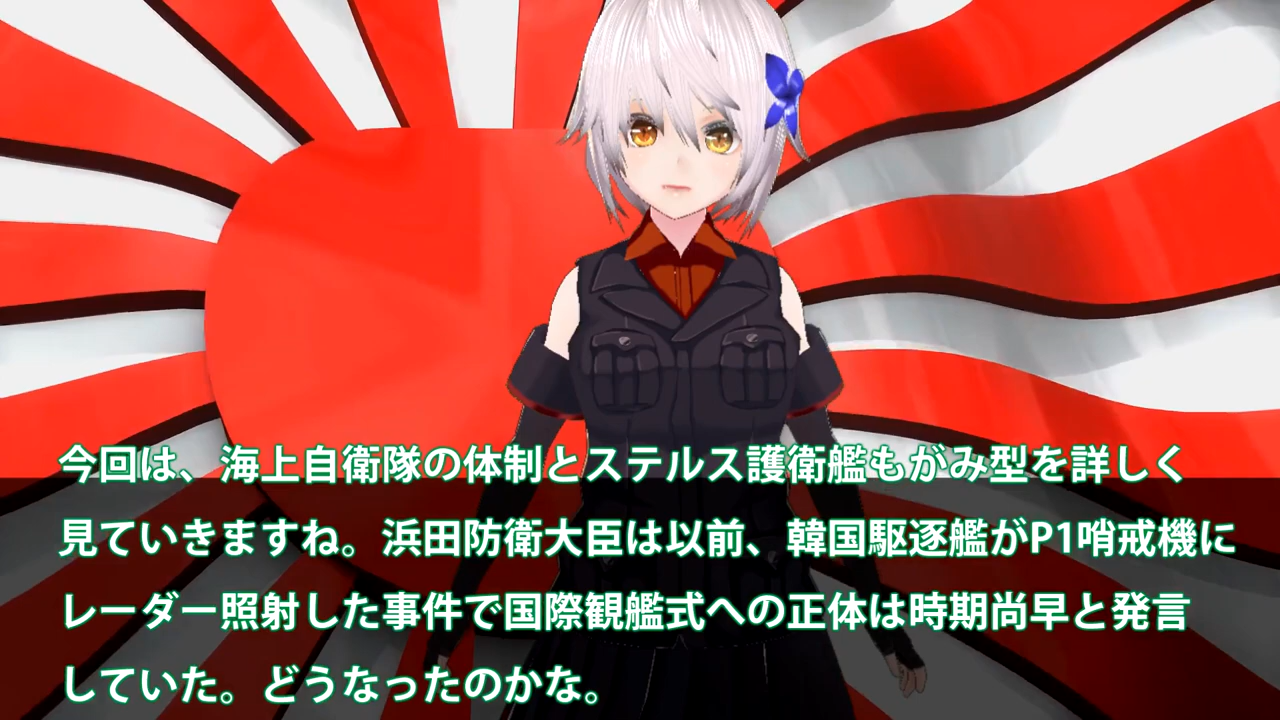 今回は、海上自衛隊の体制とステルス護衛艦もがみ型を詳しく
見ていきますね。浜田防衛大臣は以前、韓国駆逐艦がP1哨戒機に
レーダー照射した事件で国際観艦式への正体は時期尚早と発言
していた。どうなったのかな。